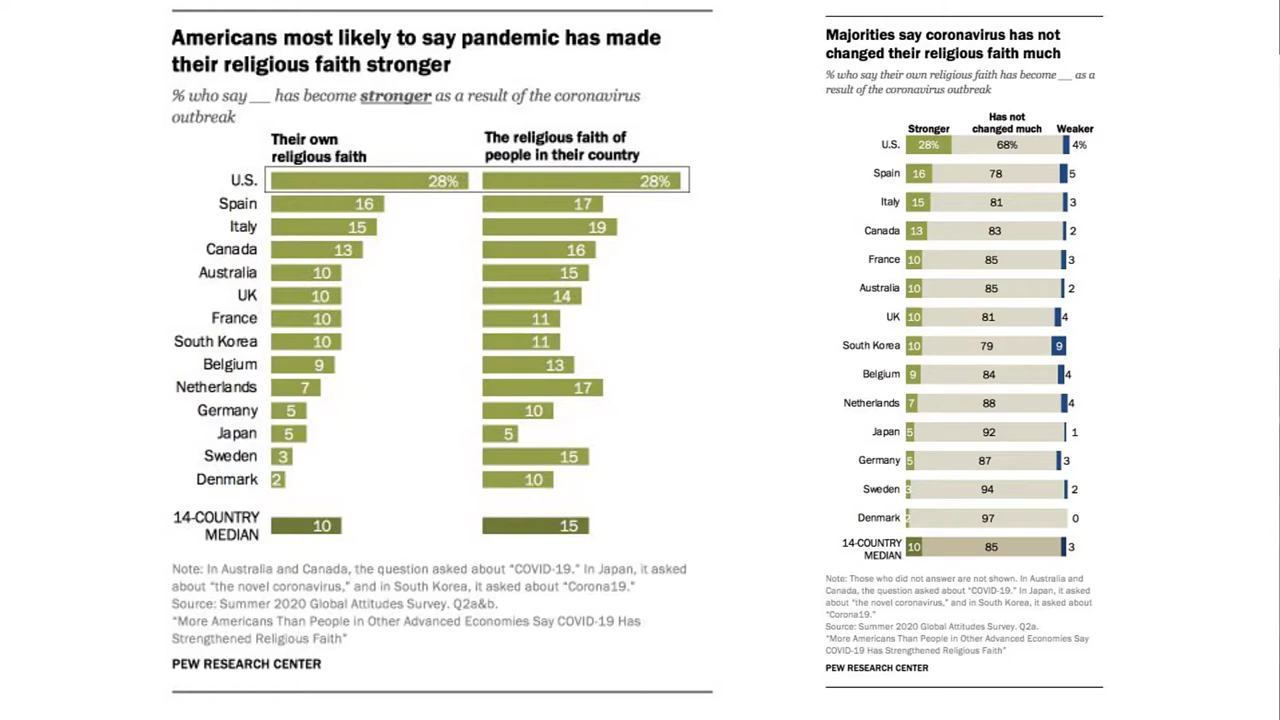 Americans most likely to say pandemic has made
their religious faith stronger
% who say __ has become stronger as a result of the coronavirus
outbreak
Their own
religious faith
The religious faith of
people in their country
U.S. 28% 28%
Spain 16 17
Italy 15 19
Canada 13 16
Australia 10 15
UK 10 14
France 10 11
South Korea 10 11
Belgium 9 13
Netherlands 7 17
Germany 5 10
Japan 5 5
Sweden 3 15
Denmark 2 10
14-COUNTRY
MEDIAN 10 15
Note: In Australia and Canada, the question asked about “COVID-19.” In Japan, it asked
about “the novel coronavirus,” and in South Korea, it asked about “Corona19.”
Source: Summer 2020 Global Attitudes Survey. Q2a&b.
“More Americans Than People in Other Advanced Economies Say COVID-19 Has
Strengthened Religious Faith”
PEW RESEARCH CENTER
Majorities say coronavirus has not
changed their religious faith much
% who say their own religious faith has become __ as a
result of the coronavirus outbreak
Stronger
Has not
changed much
Weaker
U.S. 28% 68% 4%
Spain 16 78 5
Italy 15 81 3
Canada 13 83 2
France 10 85 3
Australia 10 85 2
UK 10 81 4
South Korea 10 79 9
Belgium 9 84 4
Netherlands 7 88 4
Japan 5 92 1
Germany 5 87 3
Sweden 3 94 2
Denmark 97 0
14-COUNTRY
MEDIAN 10 85 3
Note: Those who did not answer are not shown. In Australia and
Canada, the question asked about “COVID-19.” In Japan, it asked
about “the novel coronavirus,” and in South Korea, it asked about
“Corona19.”
Source: Summer 2020 Global Attitudes Survey. Q2a.
“More Americans Than People in Other Advanced Economies Say
COVID-19 Has Strengthened Religious Faith”
PEW RESEARCH CENTER